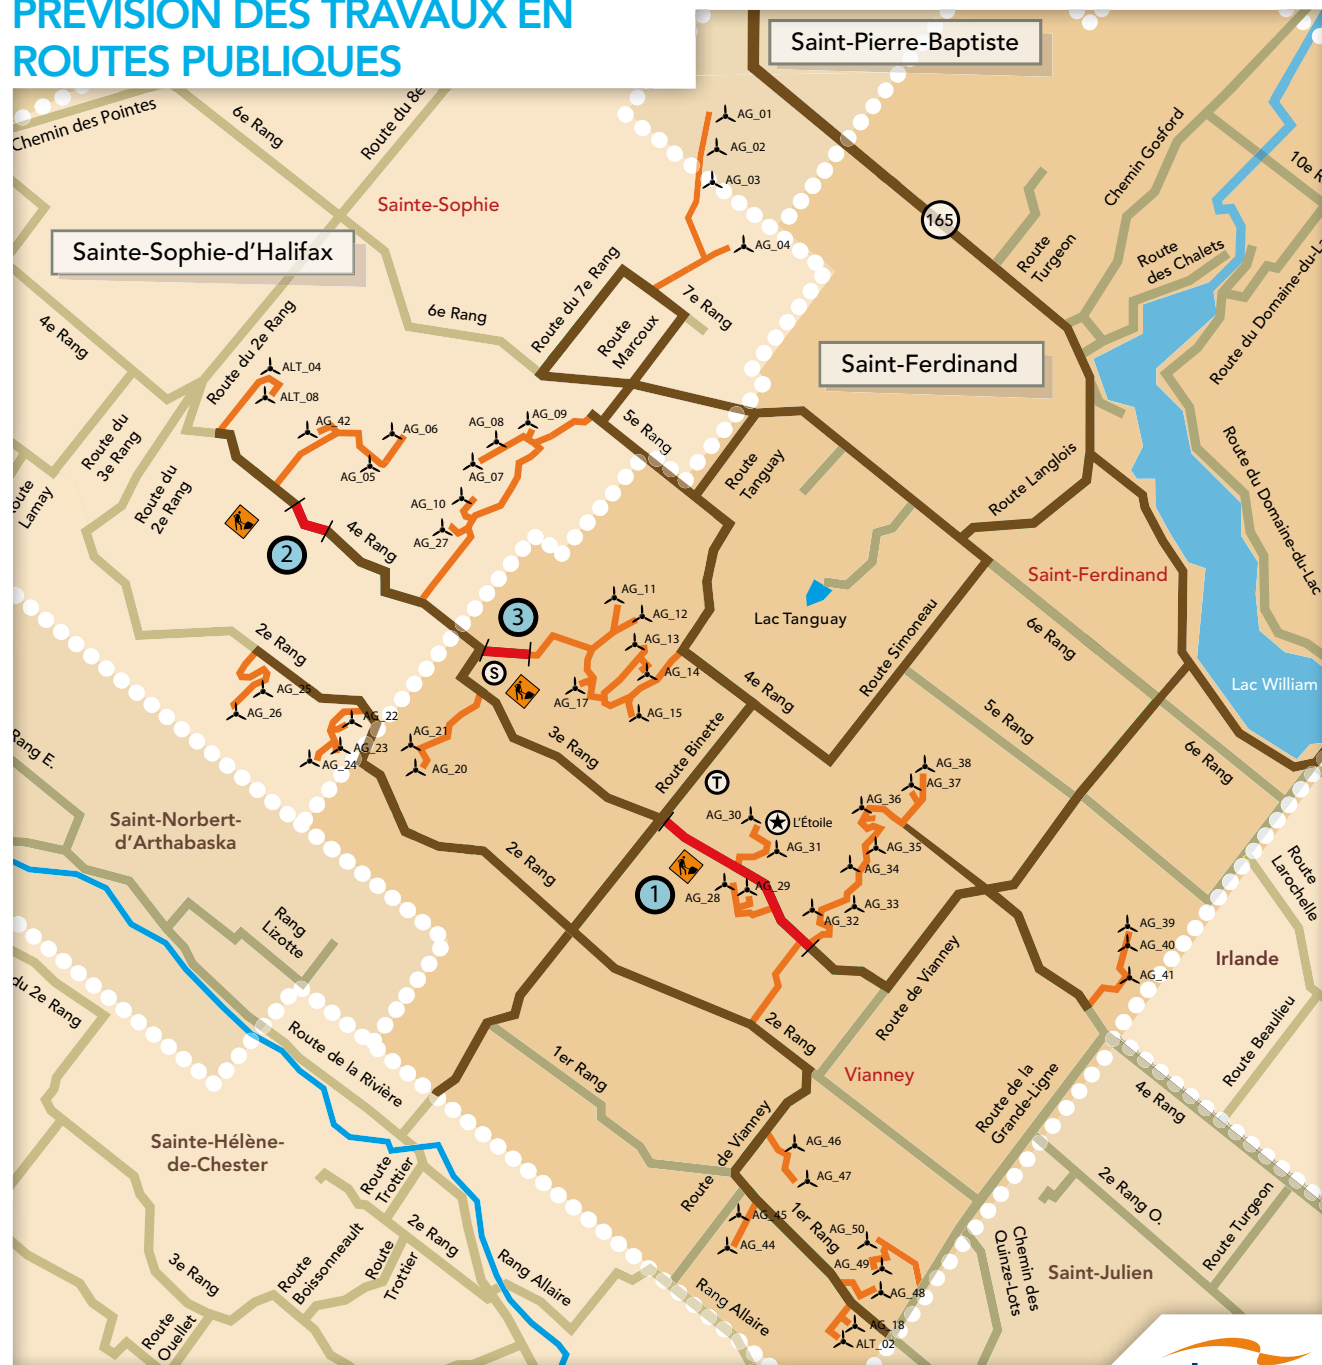 PRÉVISION DES TRAVAUX EN
ROUTES PUBLIQUES
Saint-Pierre-Baptiste
Chemin des Pointes
6e Rang
Route du 8e
AG_01
AG_02
AG_03
AG_04
Sainte-Sophie
Sainte-Sophie-d'Halifax
165
Chemin Gosford
10e R
Route
Turgeon
Route
des Chalets
Route du Domaine-du-La
4e Rang
Route du 2e Rang
6e Rang
Route du 7e Rang
Route
Marcoux
7e Rang
Saint-Ferdinand
ALT_04
ALT_08
AG_42
AG_06
AG_05
AG_08
AG_09
AG_07
AG_10
AG_27
5e Rang
Route
Tanguay
Route Langlois
Route du Domaine-du-Lac
Route du
3e Rang
Route du
2e Rang
Lamay
2
4e Rang
3
S
AG_11
AG_12
AG_13
AG_14
AG_17
AG_15
Lac Tanguay
Saint-Ferdinand
Route Simoneau
6e Rang
Lac William
2e Rang
AG_25
AG_26
AG_22
AG_23
AG_24
AG_21
AG_20
3e Rang
Route Binette
4e Rang
5e Rang
6e Rang
Rang E.
Saint-Norbert-
d'Arthabaska
2e Rang
T
AG_30
L'Étoile
AG_31
AG_28
AG_29
1
AG_38
AG_37
AG_36
AG_35
AG_34
AG_33
AG_32
Route
Larochelle
Rang
Lizotte
Route de Vianney
AG_39
AG_40
AG_41
Irlande
du 2e Rang
Route de la Rivière
1er Rang
2e Rang
Vianney
Route de la
Grande-Ligne
Route Beaulieu
4e Rang
Sainte-Hélène-
de-Chester
Route
Trottier
Route de Vianney
AG_46
AG_47
AG_45
AG_44
1er Rang
AG_50
AG_49
AG_48
AG_18
ALT_02
2e Rang O.
Route Turgeon
Chemin des
Quinze-Lots
Saint-Julien
3e Rang
Route
Ouellet
Route
Boissonneault
Route
Trottier
2e Rang
Rang Allaire
Rang Allaire